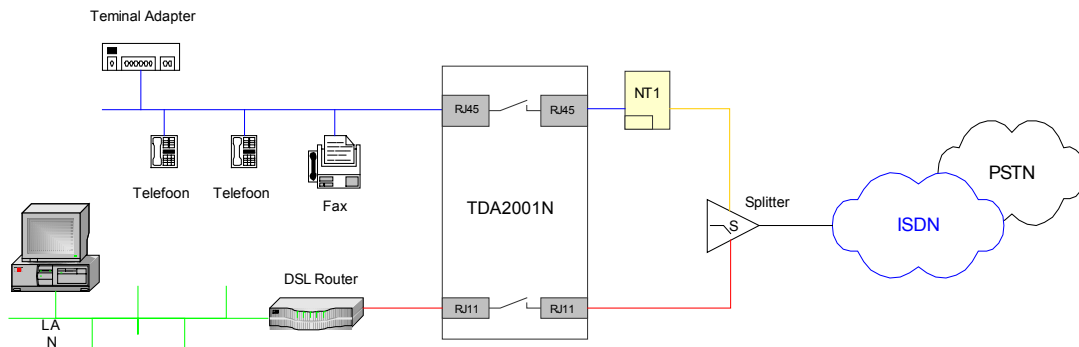 Teminal Adapter
RJ45
RJ45
NT1
Telefoon
Telefoon
Fax
TDA2001N
Splitter
S
ISDN
PSTN
DSL Router
RJ11
RJ11
LA
N